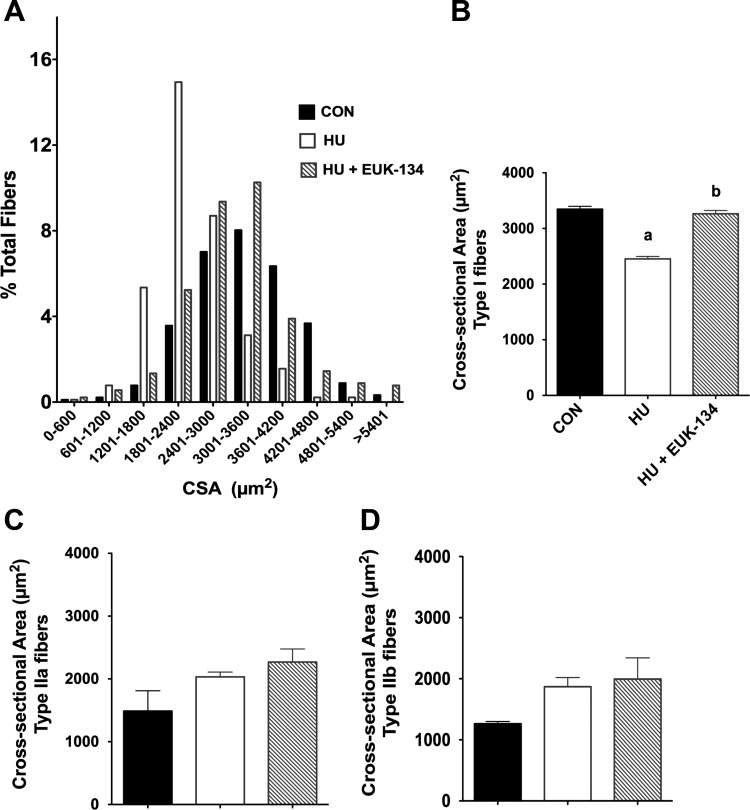 A
% Total Fibers
16
12
8
4
0
CON
HU
HU + EUK-134
0-600
601-1200
1201-1800
1801-2400
2401-3000
3001-3600
3601-4200
4201-4800
4801-5400
>5401
CSA (µm²)
B
Cross-sectional Area (µm²)
Type I fibers
4000
3000
2000
1000
0
a
b
CON
HU
HU + EUK-134
C
Cross-sectional Area (µm²)
Type IIa fibers
4000
3000
2000
1000
0
D
Cross-sectional Area (µm²)
Type IIb fibers
4000
3000
2000
1000
0